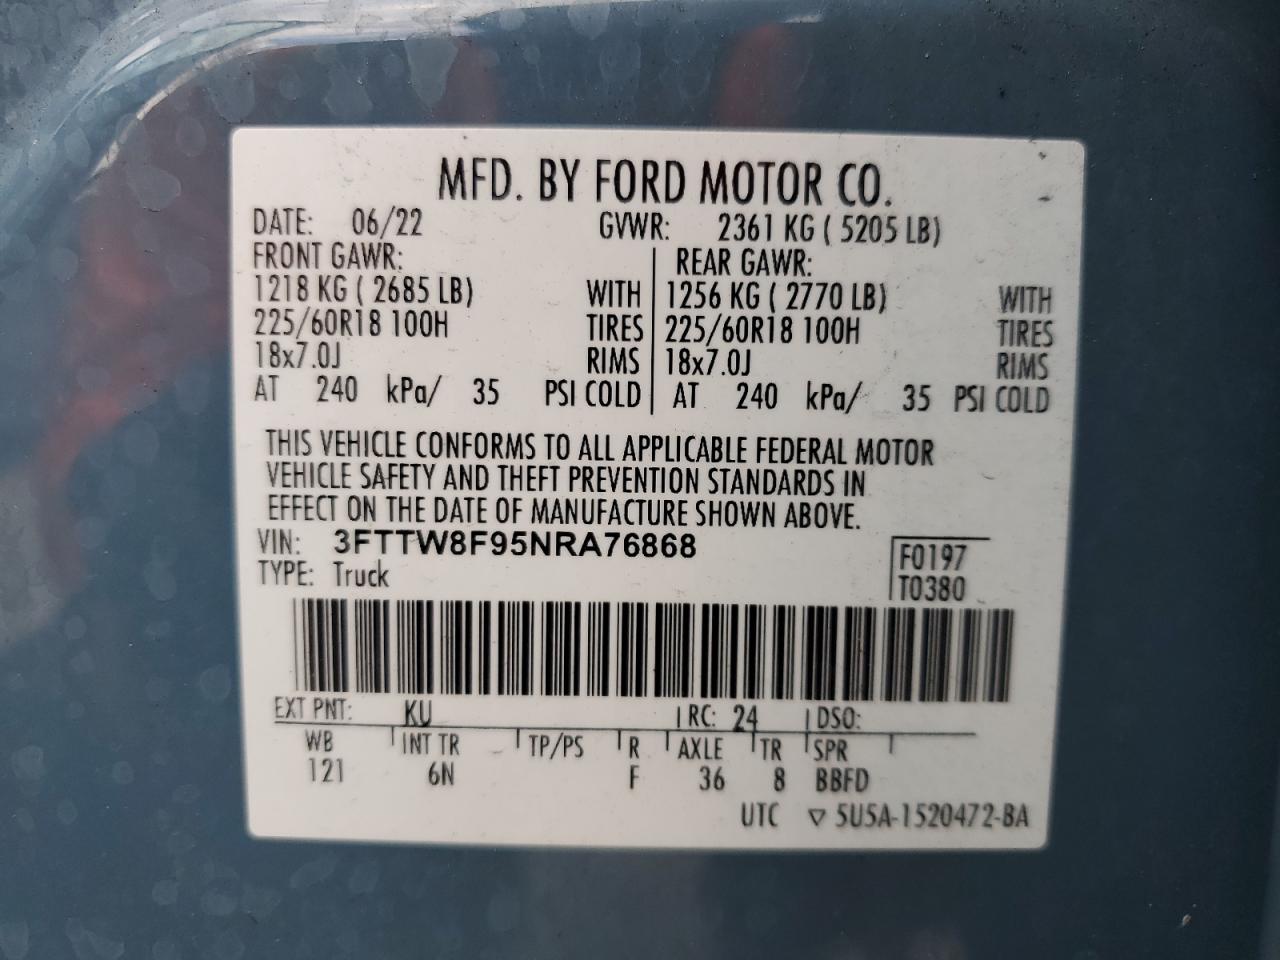 MFD. BY FORD MOTOR CO.
DATE: 06/22 GVWR: 2361 KG ( 5205 LB)
FRONT GAWR: REAR GAWR:
1218 KG ( 2685 LB) WITH 1256 KG ( 2770 LB) WITH
225/60R18 100H TIRES 225/60R18 100H TIRES
18x7.0J RIMS 18x7.0J RIMS
AT 240 kPa/ 35 PSI COLD AT 240 kPa/ 35 PSI COLD
THIS VEHICLE CONFORMS TO ALL APPLICABLE FEDERAL MOTOR
VEHICLE SAFETY AND THEFT PREVENTION STANDARDS IN
EFFECT ON THE DATE OF MANUFACTURE SHOWN ABOVE.
VIN: 3FTTW8F95NRA76868 F0197
TYPE: Truck T0380
EXT PNT: KU RC: 24 DSO:
WB INT TR TP/PS R AXLE TR SPR
121 6N F 36 8 BBFD
UTC ▽ 5U5A-1520472-BA